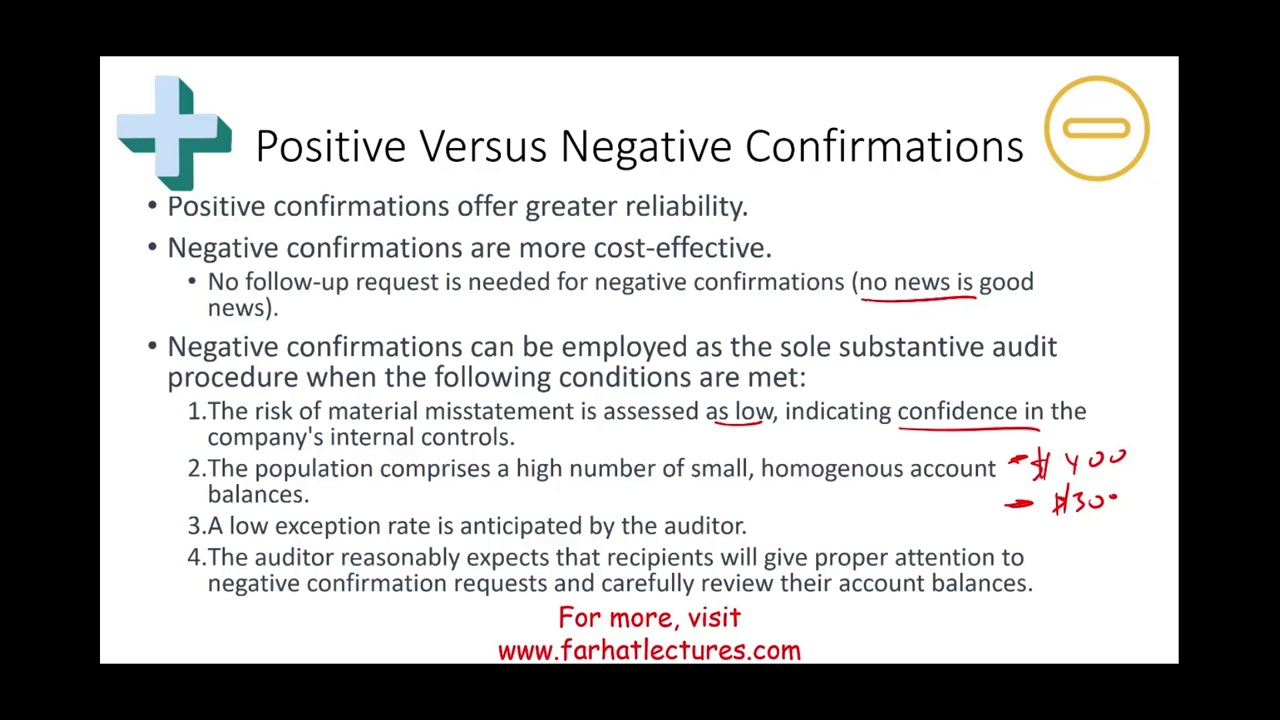 Positive Versus Negative Confirmations
• Positive confirmations offer greater reliability.
• Negative confirmations are more cost-effective.
• No follow-up request is needed for negative confirmations (no news is good
news).
• Negative confirmations can be employed as the sole substantive audit
procedure when the following conditions are met:
1.The risk of material misstatement is assessed as low, indicating confidence in the
company's internal controls.
2.The population comprises a high number of small, homogenous account
balances.
- $400
- $300
3.A low exception rate is anticipated by the auditor.
4.The auditor reasonably expects that recipients will give proper attention to
negative confirmation requests and carefully review their account balances.
For more, visit
www.farhatlectures.com